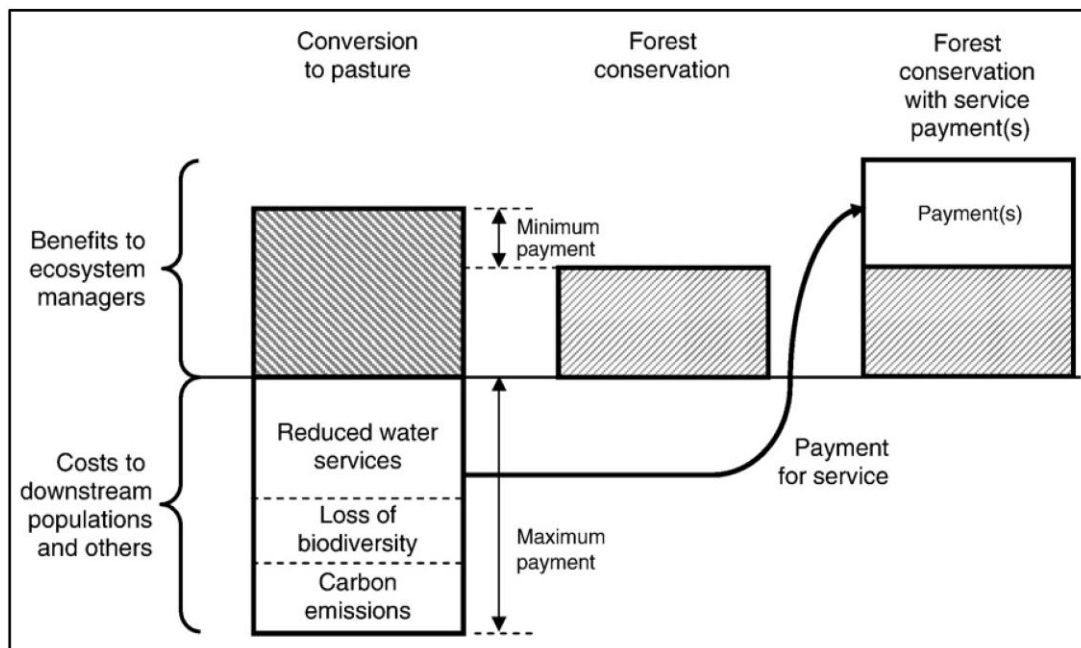 Conversion
to pasture
Forest
conservation
Forest
conservation
with service
payment(s)
Benefits to
ecosystem
managers
Minimum
payment
Payment(s)
Costs to
downstream
populations
and others
Reduced water
services
Loss of
biodiversity
Carbon
emissions
Maximum
payment
Payment
for service